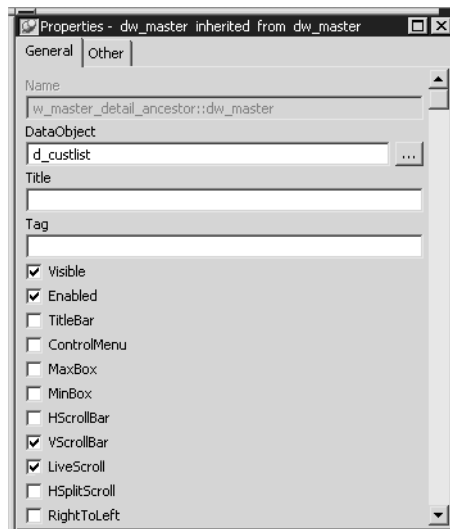 Properties - dw_master inherited from dw_master
General Other
Name
w_master_detail_ancestor::dw_master
DataObject
d_custlist
...
Title
Tag
Visible
Enabled
TitleBar
ControlMenu
MaxBox
MinBox
HScrollBar
VScrollBar
LiveScroll
HSplitScroll
RightToLeft